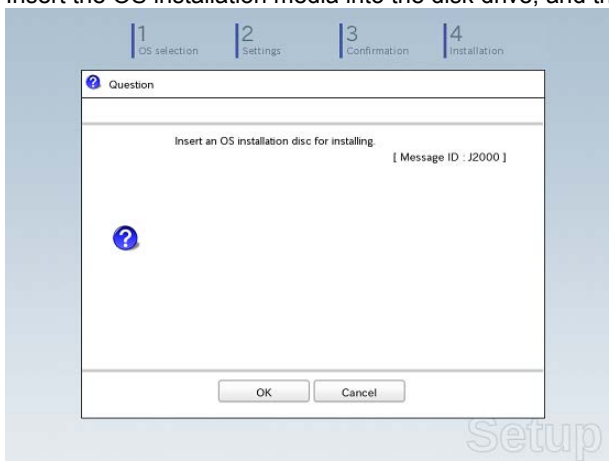 Insert the OS installation media into the disk drive, and th
1 2 3 4
OS selection Settings Confirmation Installation
Question
Insert an OS installation disc for installing.
[ Message ID : J2000 ]
OK Cancel
Setup